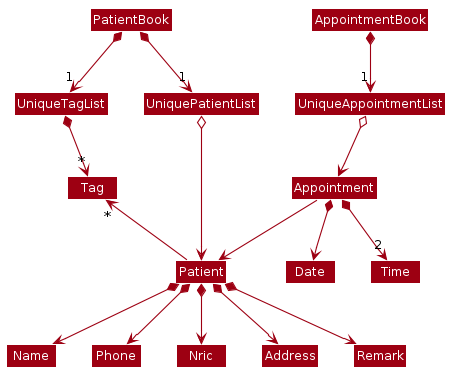 PatientBook
AppointmentBook
1
1
1
UniqueTagList
UniquePatientList
UniqueAppointmentList
*
Tag
Appointment
*
2
Patient
Date
Time
Name
Phone
Nric
Address
Remark